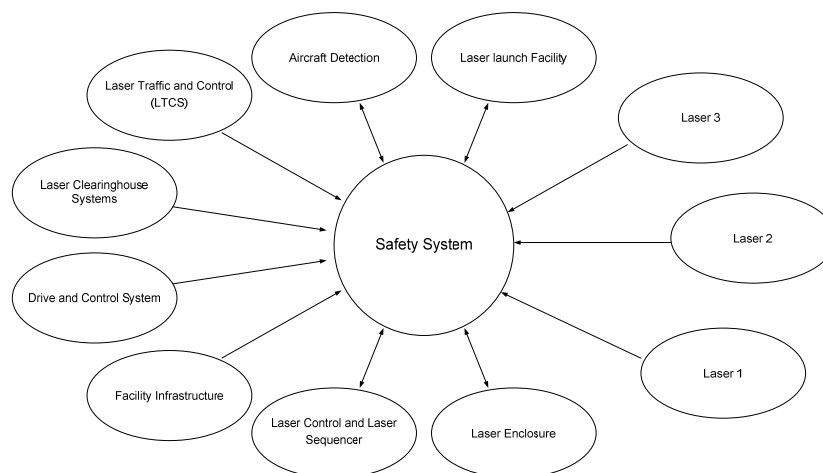 Aircraft Detection
Laser launch Facility
Laser Traffic and Control
(LTCS)
Laser 3
Laser Clearinghouse
Systems
Safety System
Laser 2
Drive and Control System
Laser 1
Facility Infrastructure
Laser Control and Laser
Sequencer
Laser Enclosure